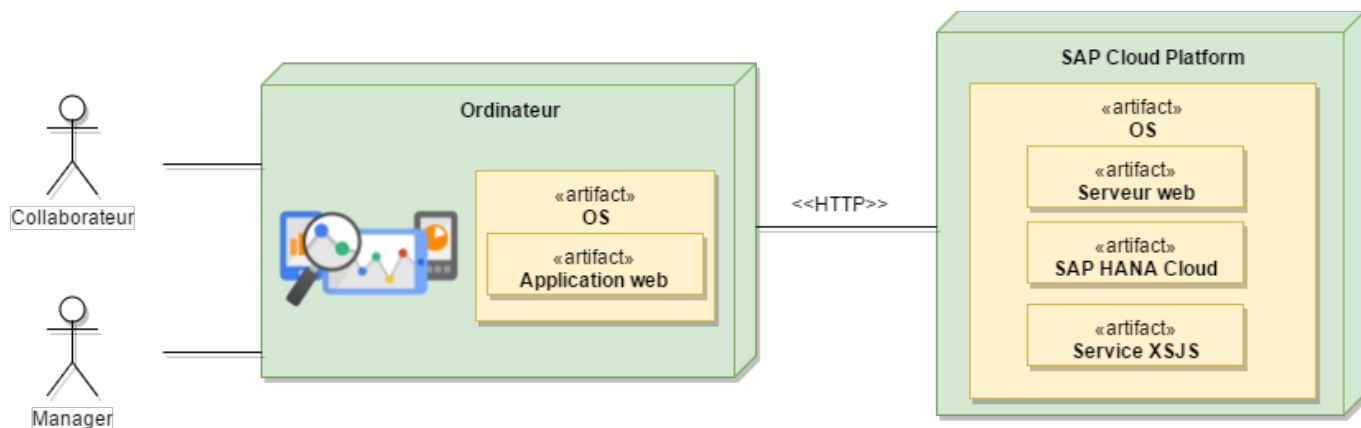 Collaborateur
Manager
Ordinateur
«artifact»
OS
«artifact»
Application web
<<HTTP>>
SAP Cloud Platform
«artifact»
OS
«artifact»
Serveur web
«artifact»
SAP HANA Cloud
«artifact»
Service XSJS